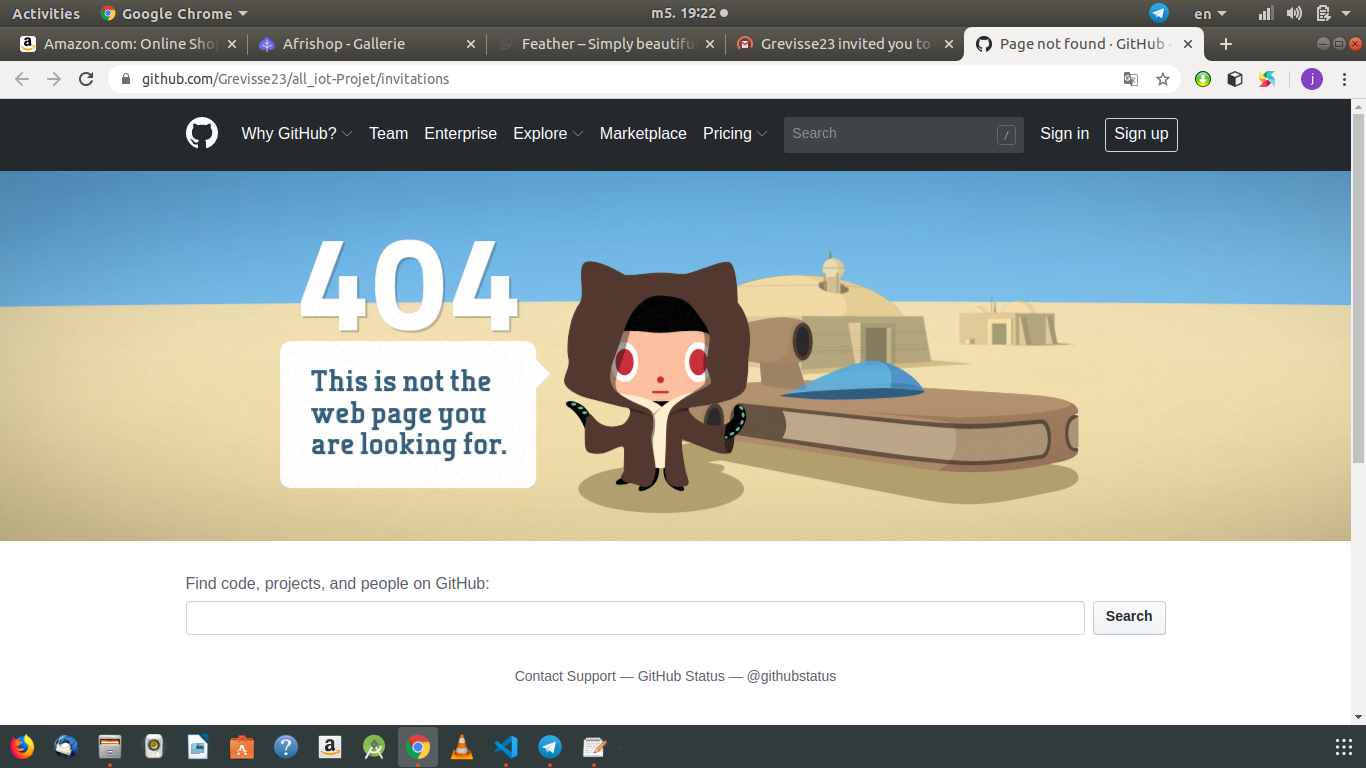 Activities Google Chrome m5. 19:22 en
Amazon.com: Online Sho Afrishop - Gallerie Feather – Simply beautifu Grevisse23 invited you to Page not found · GitHub
github.com/Grevisse23/all_iot-Projet/invitations j
Why GitHub? Team Enterprise Explore Marketplace Pricing Search / Sign in Sign up
404
This is not the
web page you
are looking for.
Find code, projects, and people on GitHub:
Search
Contact Support — GitHub Status — @githubstatus